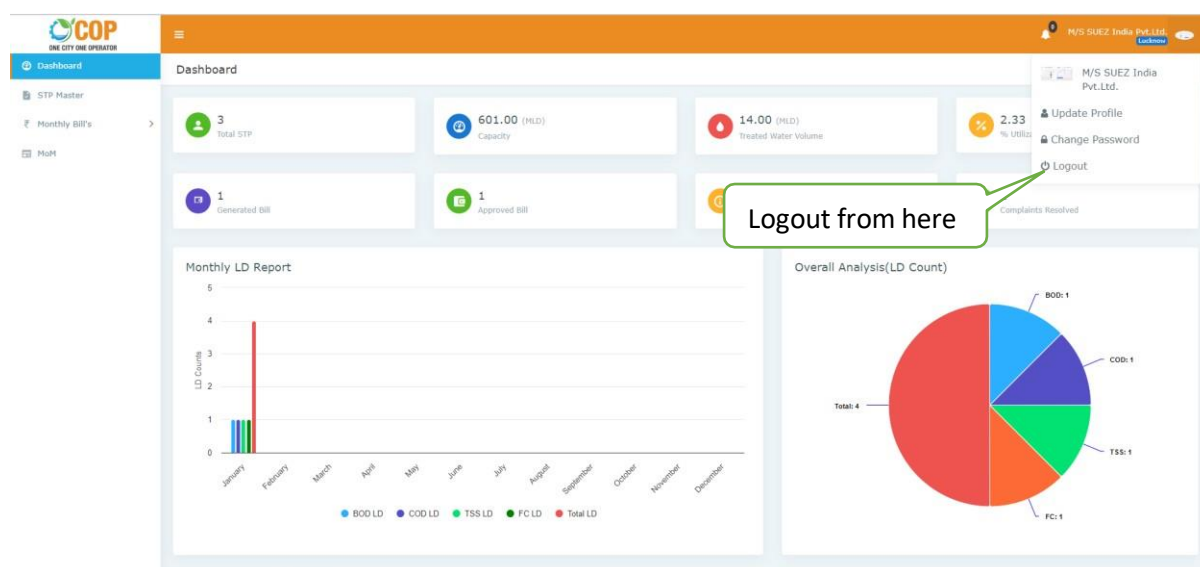 COP
ONE CITY ONE OPERATOR
0
M/S SUEZ India Pvt.Ltd.
Lucknow
Dashboard
STP Master
₹ Monthly Bill's
MoM
Dashboard
M/S SUEZ India
Pvt.Ltd.
Update Profile
Change Password
Logout
3
Total STP
601.00 (MLD)
Capacity
14.00 (MLD)
Treated Water Volume
2.33
1
Generated Bill
1
Approved Bill
Complaints Resolved
Logout from here
Monthly LD Report
5
4
3
2
1
0
LD Counts
January
February
March
April
May
June
July
August
September
October
November
December
BOD LD
COD LD
TSS LD
FC LD
Total LD
Overall Analysis(LD Count)
BOD: 1
COD: 1
Total: 4
TSS: 1
FC: 1